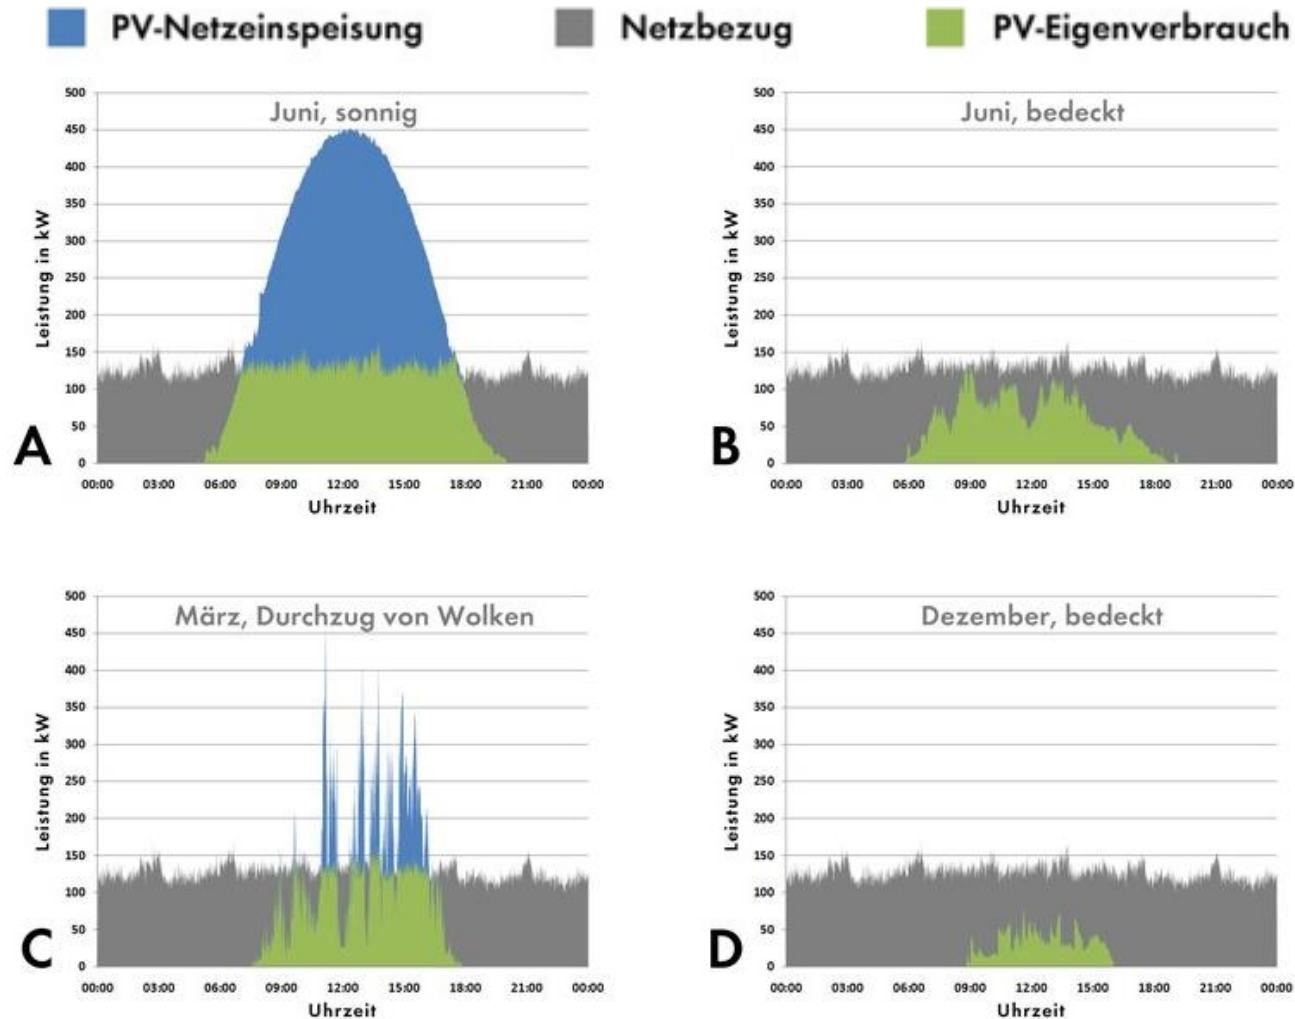 PV-Netzeinspeisung Netzbezug PV-Eigenverbrauch
Juni, sonnig
500
450
400
350
300
250
200
150
100
50
0
Leistung in kW
A
00:00 03:00 06:00 09:00 12:00 15:00 18:00 21:00 00:00
Uhrzeit
Juni, bedeckt
500
450
400
350
300
250
200
150
100
50
0
Leistung in kW
B
00:00 03:00 06:00 09:00 12:00 15:00 18:00 21:00 00:00
Uhrzeit
März, Durchzug von Wolken
500
450
400
350
300
250
200
150
100
50
0
Leistung in kW
C
00:00 03:00 06:00 09:00 12:00 15:00 18:00 21:00 00:00
Uhrzeit
Dezember, bedeckt
500
450
400
350
300
250
200
150
100
50
0
Leistung in kW
D
00:00 03:00 06:00 09:00 12:00 15:00 18:00 21:00 00:00
Uhrzeit